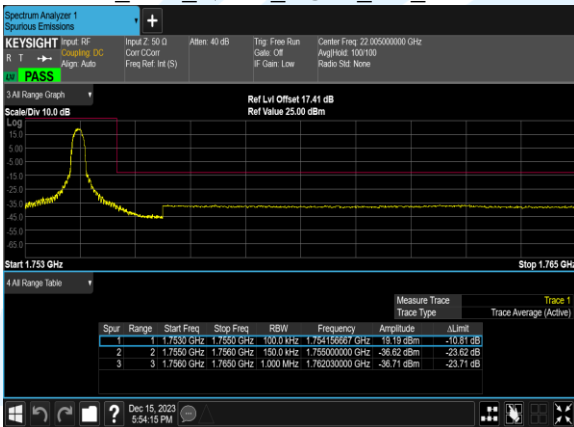 Spectrum Analyzer 1
Spurious Emissions
+
KEYSIGHT Input: RF Input Z: 50 Ω Atten: 40 dB Trig: Free Run Center Freq: 22.005000000 GHz
R T Coupling: DC Corr CCorr Gate: Off Avg|Hold: 100/100
Align: Auto Freq Ref: Int (S) IF Gain: Low Radio Std: None
PASS
3 All Range Graph
Ref Lvl Offset 17.41 dB
Scale/Div 10.0 dB Ref Value 25.00 dBm
Log
15.0
5.00
-5.00
-15.0
-25.0
-35.0
-45.0
-55.0
-65.0
Start 1.753 GHz Stop 1.765 GHz
4 All Range Table
Measure Trace Trace 1
Trace Type Trace Average (Active)
Spur Range Start Freq Stop Freq RBW Frequency Amplitude ΔLimit
1 1 1.7530 GHz 1.7550 GHz 100.0 kHz 1.754156667 GHz 19.19 dBm -10.81 dB
2 2 1.7550 GHz 1.7560 GHz 150.0 kHz 1.755000000 GHz -36.62 dBm -23.62 dB
3 3 1.7560 GHz 1.7650 GHz 1.000 MHz 1.762030000 GHz -36.71 dBm -23.71 dB
? Dec 15, 2023
5:54:15 PM